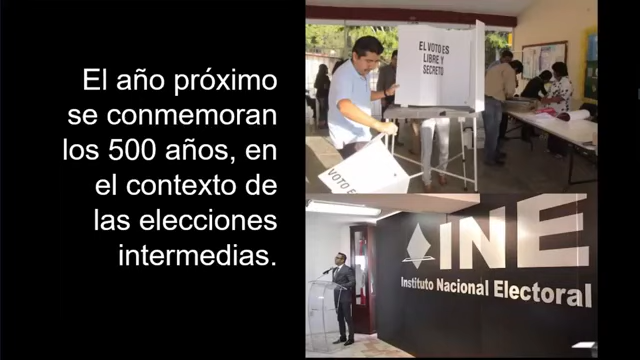 El año próximo
se conmemoran
los 500 años, en
el contexto de
las elecciones
intermedias.
EL VOTO ES
LIBRE Y
SECRETO
VOTO
INE
Instituto Nacional Electoral